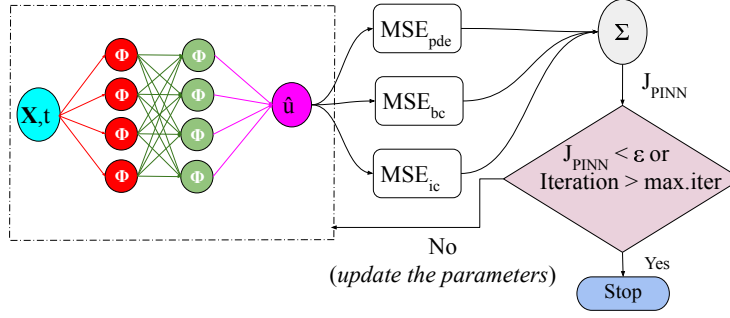 X,t
Φ
Φ
Φ
Φ
Φ
Φ
Φ
Φ
û
MSE_pde
MSE_bc
MSE_ic
Σ
J_PINN
J_PINN < ε or
Iteration > max.iter
No
(update the parameters)
Yes
Stop